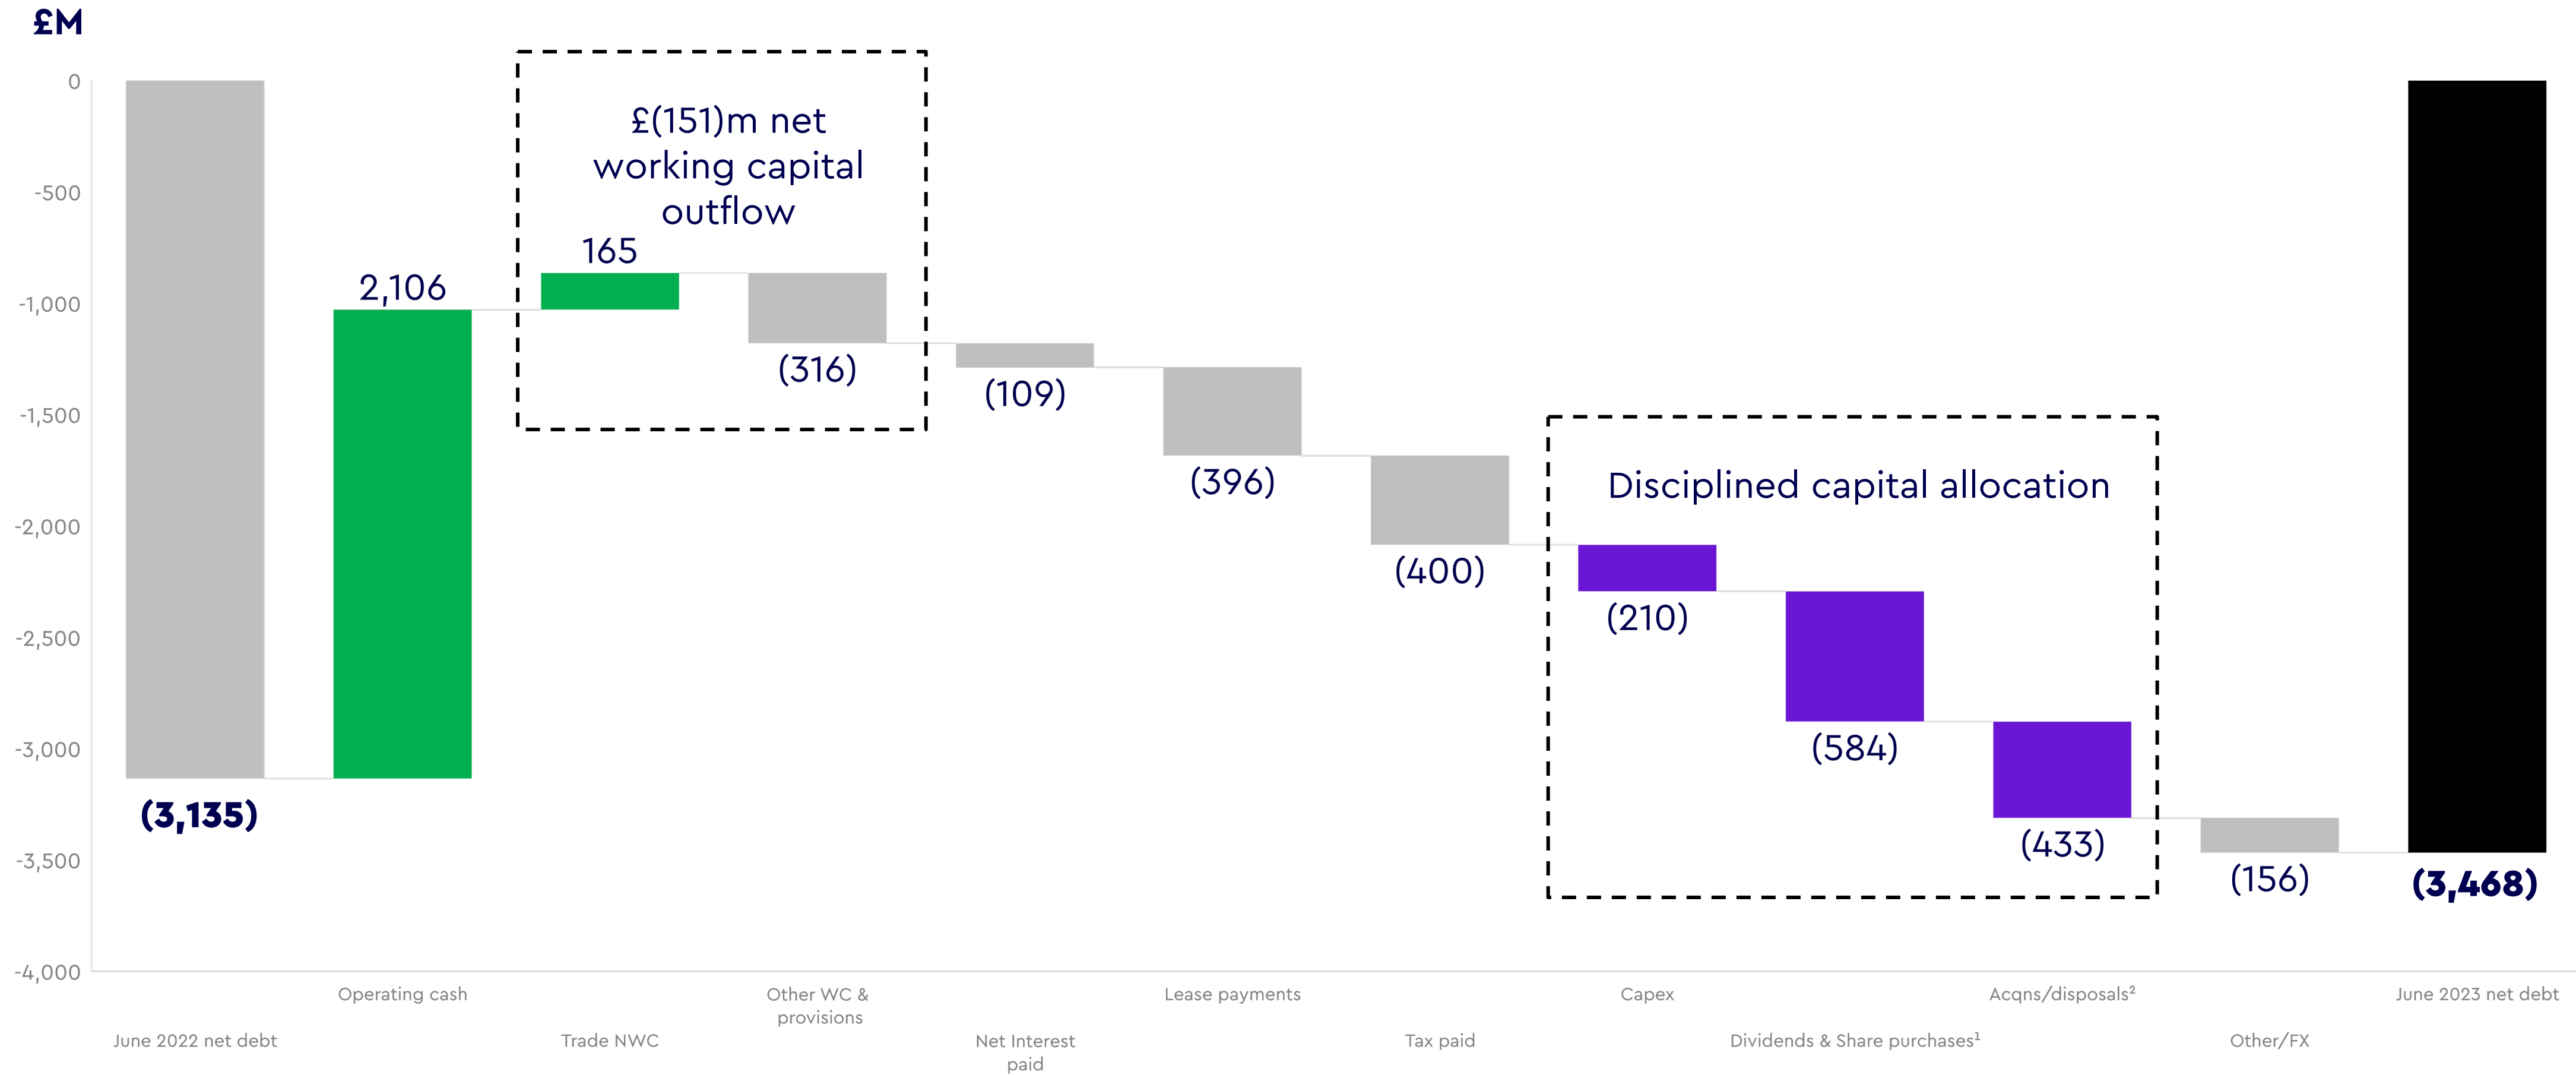 £M
0
-500
-1,000
-1,500
-2,000
-2,500
-3,000
-3,500
-4,000
(3,135)
2,106
£(151)m net
working capital
outflow
165
(316)
(109)
(396)
(400)
Disciplined capital allocation
(210)
(584)
(433)
(156)
(3,468)
June 2022 net debt
Operating cash
Trade NWC
Other WC &
provisions
Net Interest
paid
Lease payments
Tax paid
Capex
Dividends & Share purchases¹
Acqns/disposals²
Other/FX
June 2023 net debt